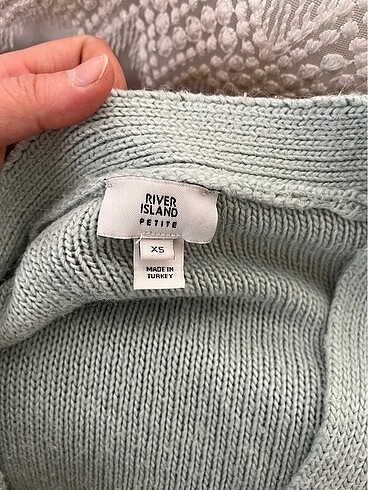 RIVER
ISLAND
PETITE
XS
MADE IN
TURKEY